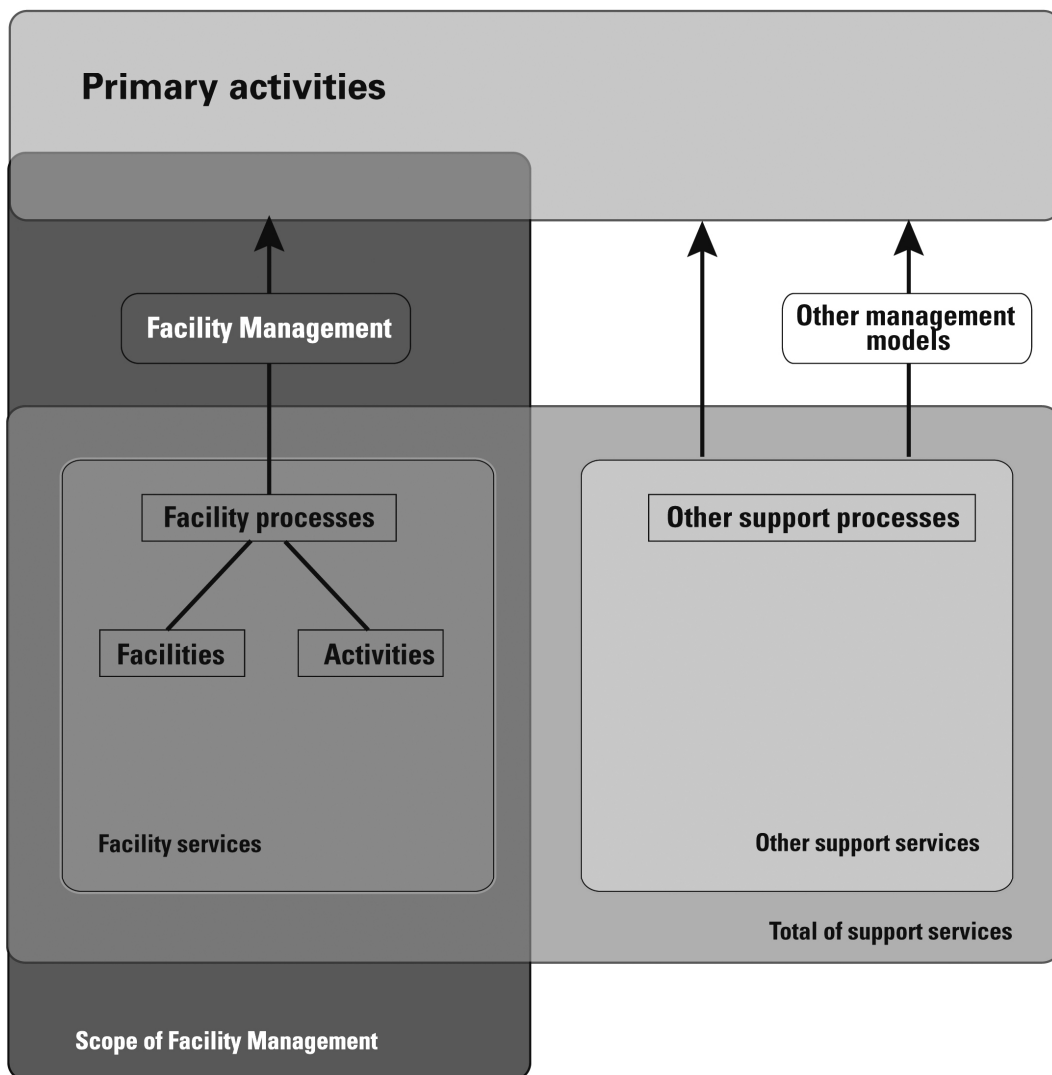 Primary activities
Facility Management
Other management
models
Facility processes
Other support processes
Facilities
Activities
Facility services
Other support services
Total of support services
Scope of Facility Management